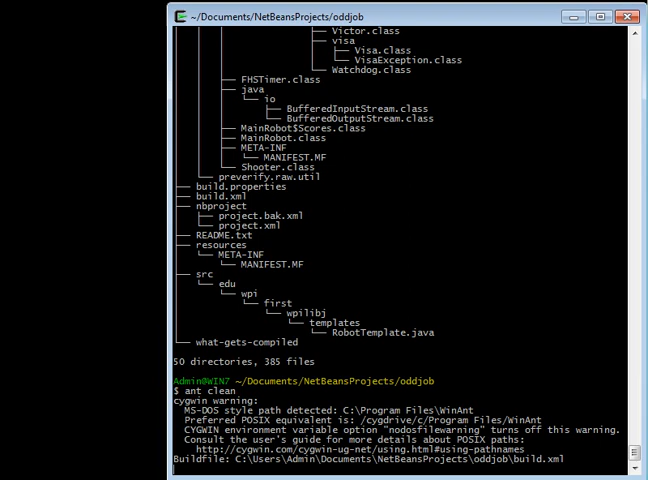 ~/Documents/NetBeansProjects/oddjob
Victor.class
visa
Visa.class
VisaException.class
Watchdog.class
FHSTimer.class
java
io
BufferedInputStream.class
BufferedOutputStream.class
MainRobot$Scores.class
MainRobot.class
META-INF
MANIFEST.MF
Shooter.class
preverify.raw.util
build.properties
build.xml
nbproject
project.bak.xml
project.xml
README.txt
resources
META-INF
MANIFEST.MF
src
edu
wpi
first
wpilibj
templates
RobotTemplate.java
what-gets-compiled
50 directories, 385 files
Admin@WIN7 ~/Documents/NetBeansProjects/oddjob
$ ant clean
cygwin warning:
MS-DOS style path detected: C:\Program Files\WinAnt
Preferred POSIX equivalent is: /cygdrive/c/Program Files/WinAnt
CYGWIN environment variable option "nodosfilewarning" turns off this warning.
Consult the user's guide for more details about POSIX paths:
http://cygwin.com/cygwin-ug-net/using.html#using-pathnames
Buildfile: C:\Users\Admin\Documents\NetBeansProjects\oddjob\build.xml